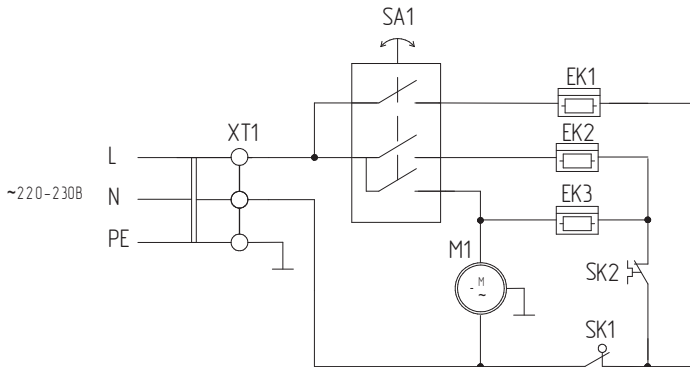 SA1
EK1
XT1
EK2
L
~220-230В
N
EK3
PE
M1
SK2
M
~
SK1